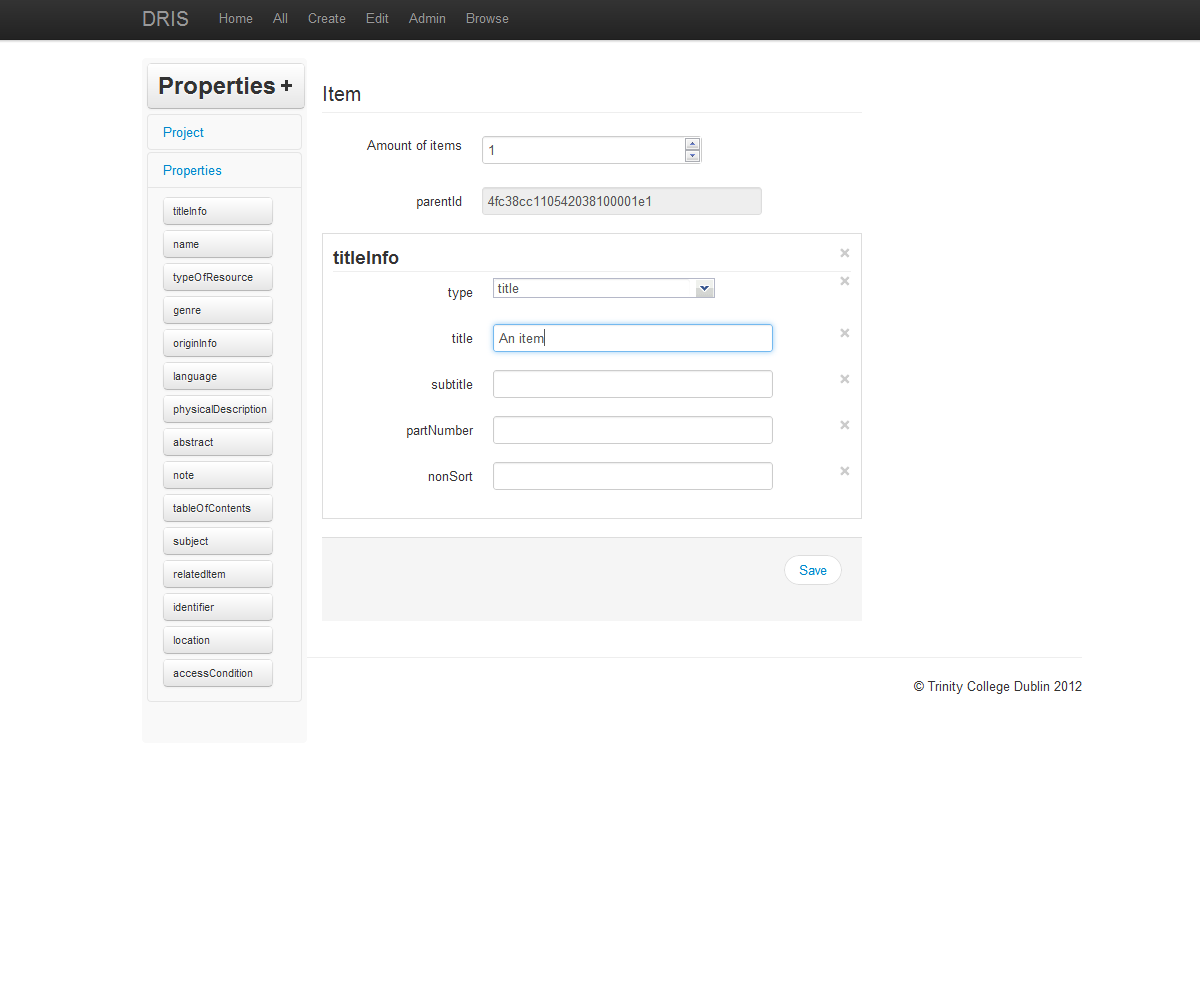 DRIS Home All Create Edit Admin Browse
Properties +
Project
Properties
titleInfo
name
typeOfResource
genre
originInfo
language
physicalDescription
abstract
note
tableOfContents
subject
relatedItem
identifier
location
accessCondition
Item
Amount of items 1
parentId 4fc38cc110542038100001e1
titleInfo ×
type title ×
title An item ×
subtitle ×
partNumber ×
nonSort ×
Save
© Trinity College Dublin 2012